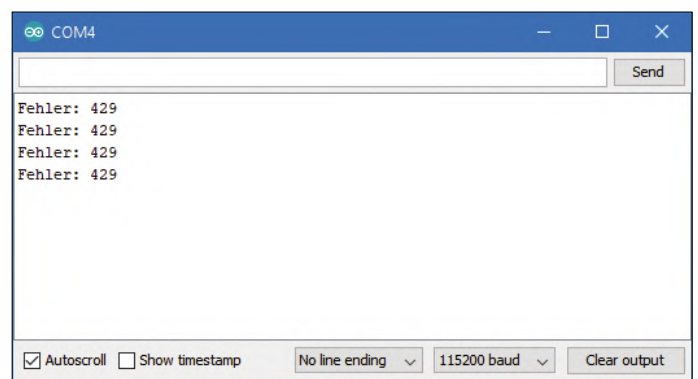 COM4
Send
Fehler: 429
Fehler: 429
Fehler: 429
Fehler: 429
Autoscroll Show timestamp No line ending 115200 baud Clear output